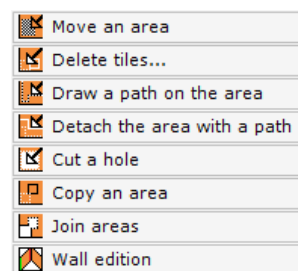 Move an area
Delete tiles...
Draw a path on the area
Detach the area with a path
Cut a hole
Copy an area
Join areas
Wall edition